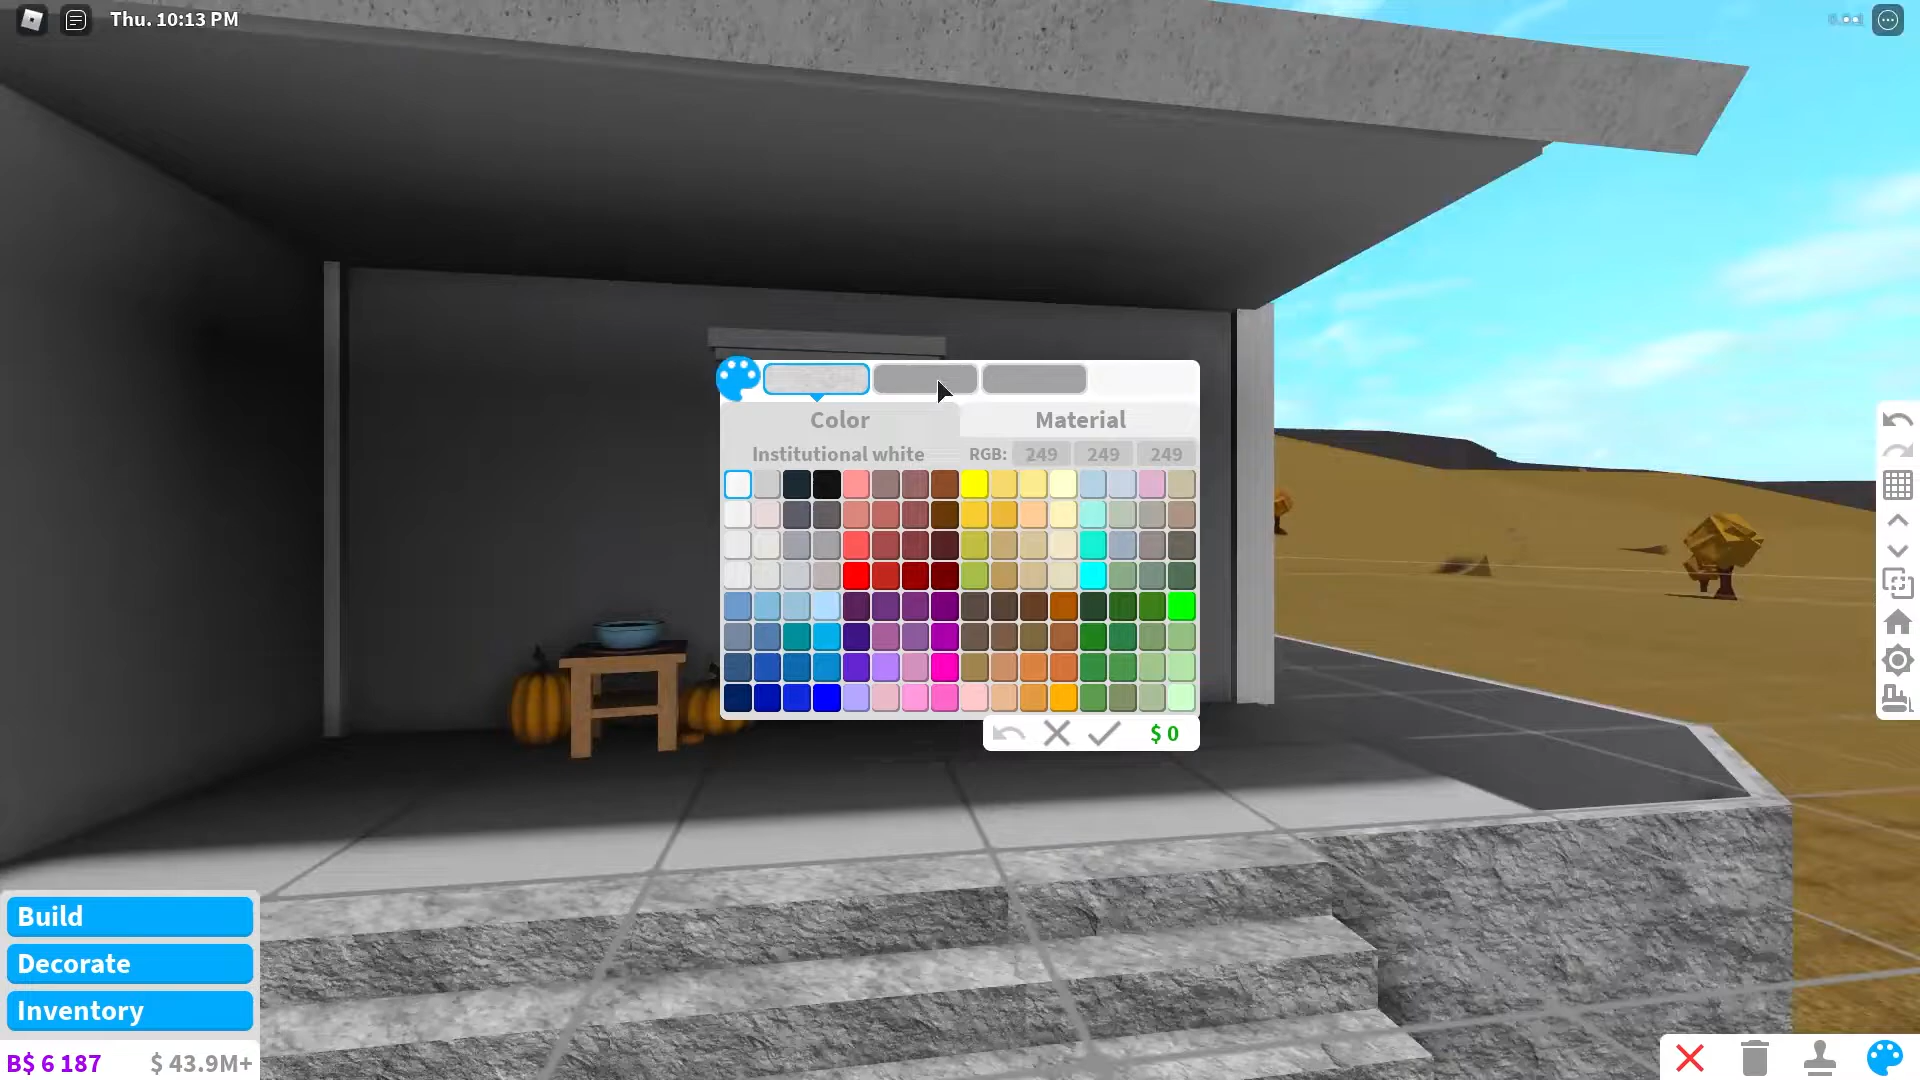 Thu. 10:13 PM
Color
Material
Institutional white
RGB: 249 249 249
$ 0
Build
Decorate
Inventory
B$ 6 187
$ 43.9M+